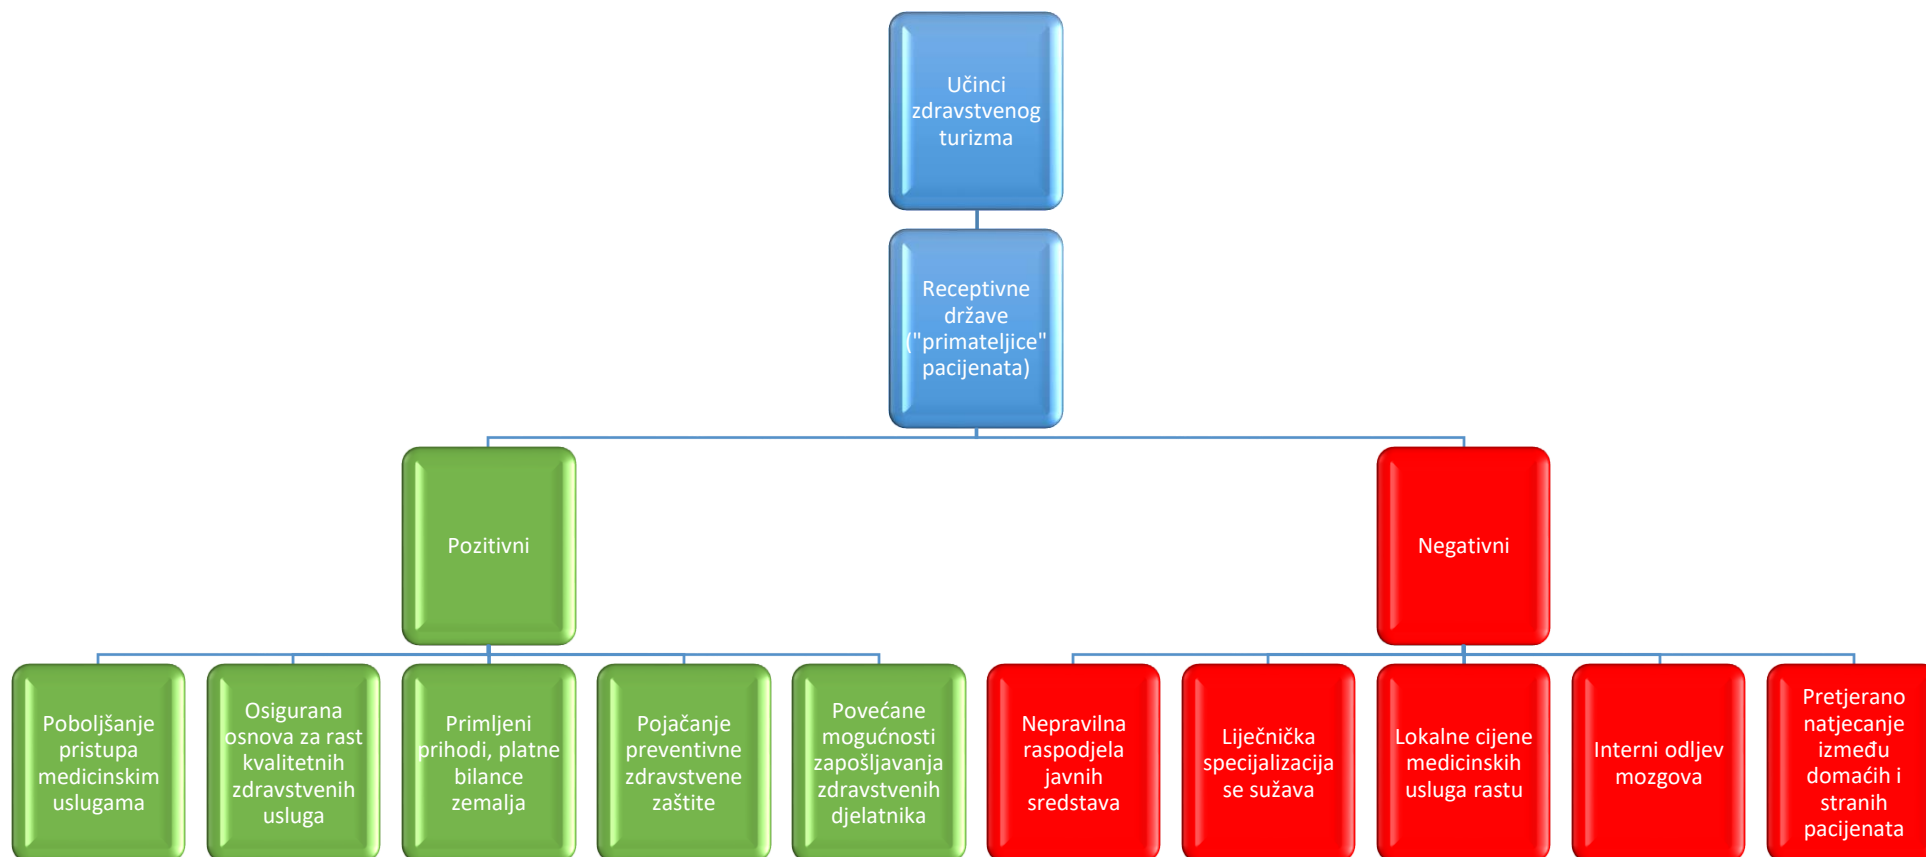 Učinci
zdravstvenog
turizma
Receptivne
države
("primateljice"
pacijenata)
Pozitivni
Negativni
Poboljšanje
pristupa
medicinskim
uslugama
Osigurana
osnova za rast
kvalitetnih
zdravstvenih
usluga
Primljeni
prihodi, platne
bilance
zemalja
Pojačanje
preventivne
zdravstvene
zaštite
Povećane
mogućnosti
zapošljavanja
zdravstvenih
djelatnika
Nepravilna
raspodjela
javnih
sredstava
Liječnička
specijalizacija
se sužava
Lokalne cijene
medicinskih
usluga rastu
Interni odljev
mozgova
Pretjerano
natjecanje
između
domaćih i
stranih
pacijenata